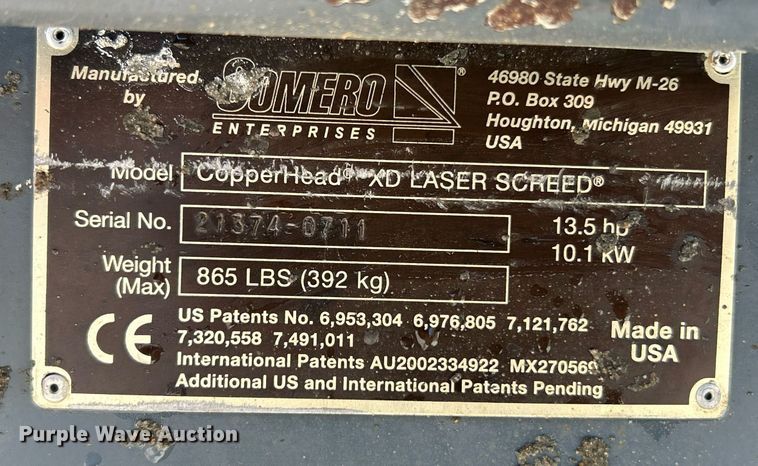 Manufactured by
SOMERO®
ENTERPRISES
46980 State Hwy M-26
P.O. Box 309
Houghton, Michigan 49931
USA
Model CopperHead® XD LASER SCREED®
Serial No. 21374-0711
13.5 hp
10.1 kW
Weight (Max) 865 LBS (392 kg)
CE
US Patents No. 6,953,304 6,976,805 7,121,762
7,320,558 7,491,011
International Patents AU2002334922 MX270569
Additional US and International Patents Pending
Made in
USA
Purple Wave Auction